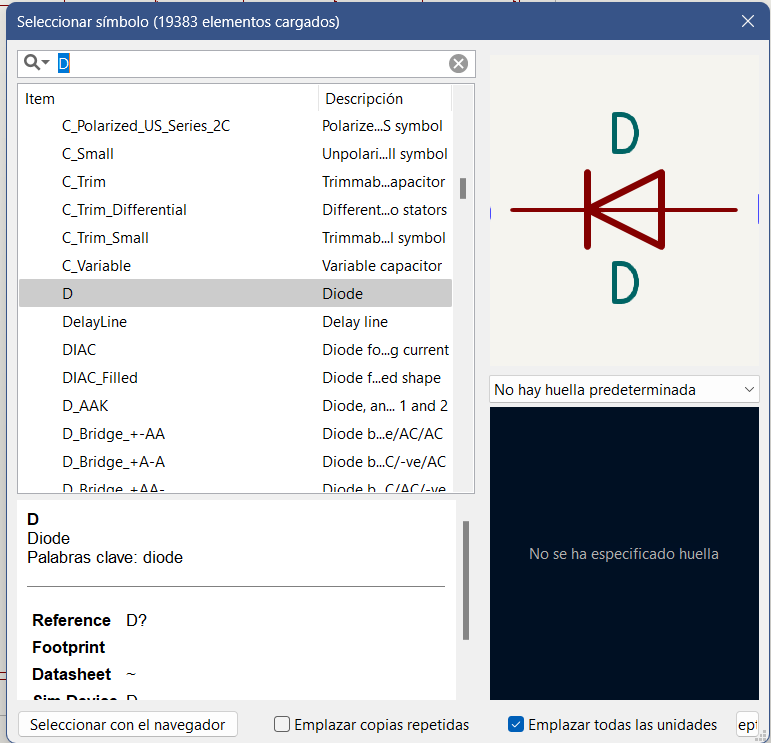 Seleccionar símbolo (19383 elementos cargados)
D
Item Descripción
C_Polarized_US_Series_2C Polarize...S symbol
C_Small Unpolari...ll symbol
C_Trim Trimmab...apacitor
C_Trim_Differential Different...o stators
C_Trim_Small Trimmab...l symbol
C_Variable Variable capacitor
D Diode
DelayLine Delay line
DIAC Diode fo...g current
DIAC_Filled Diode f...ed shape
D_AAK Diode, an... 1 and 2
D_Bridge_+-AA Diode b...e/AC/AC
D_Bridge_+A-A Diode b...C/-ve/AC
D_Bridge_+AA- Diode b...C/AC/-ve
D
D
No hay huella predeterminada
No se ha especificado huella
D
Diode
Palabras clave: diode
Reference D?
Footprint
Datasheet ~
Sim.Device D
Seleccionar con el navegador
Emplazar copias repetidas
Emplazar todas las unidades